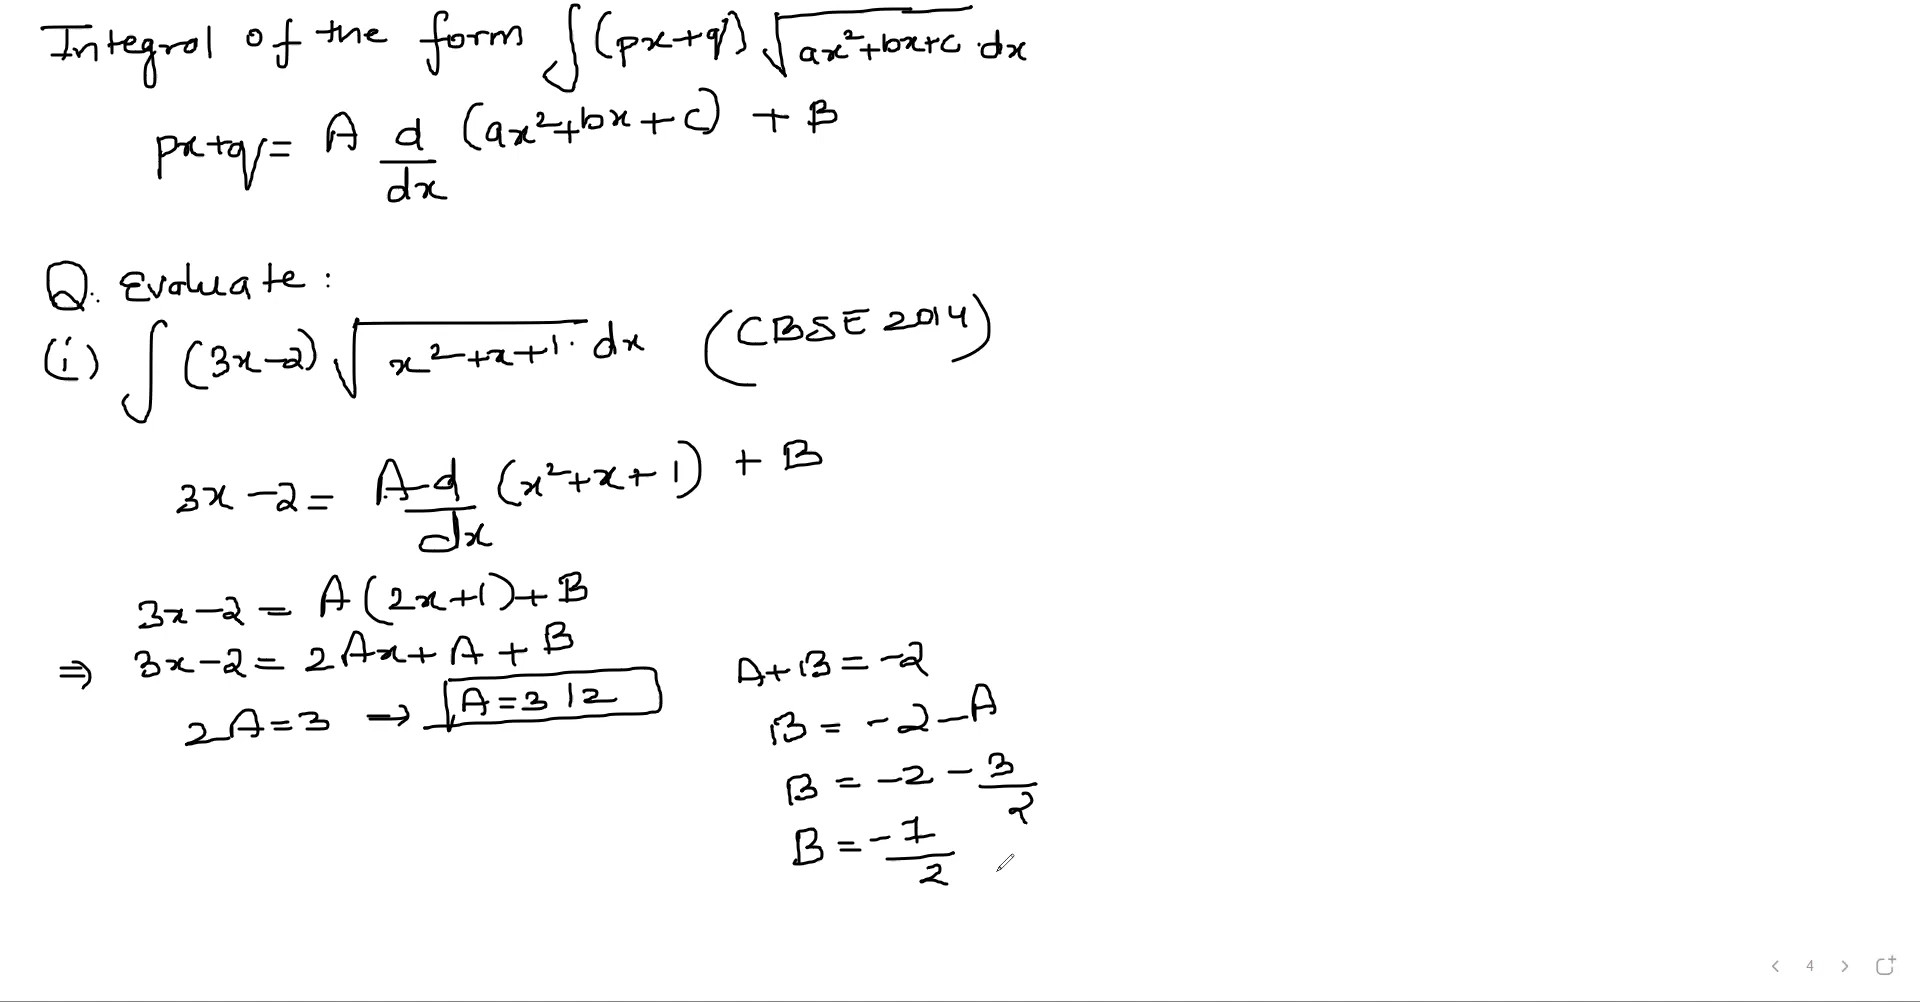 Integral of the form ∫(px+q) √(ax²+bx+c) dx
px+q = A d/dx (ax²+bx+c) + B
Q. Evaluate :
(i) ∫(3x-2) √(x²+x+1) dx (CBSE 2014)
3x-2 = A d/dx (x²+x+1) + B
3x-2 = A(2x+1)+B
⇒ 3x-2 = 2Ax+A+B
2A=3 → A=3/2
A+B=-2
B = -2-A
B = -2 - 3/2
B = -7/2
4